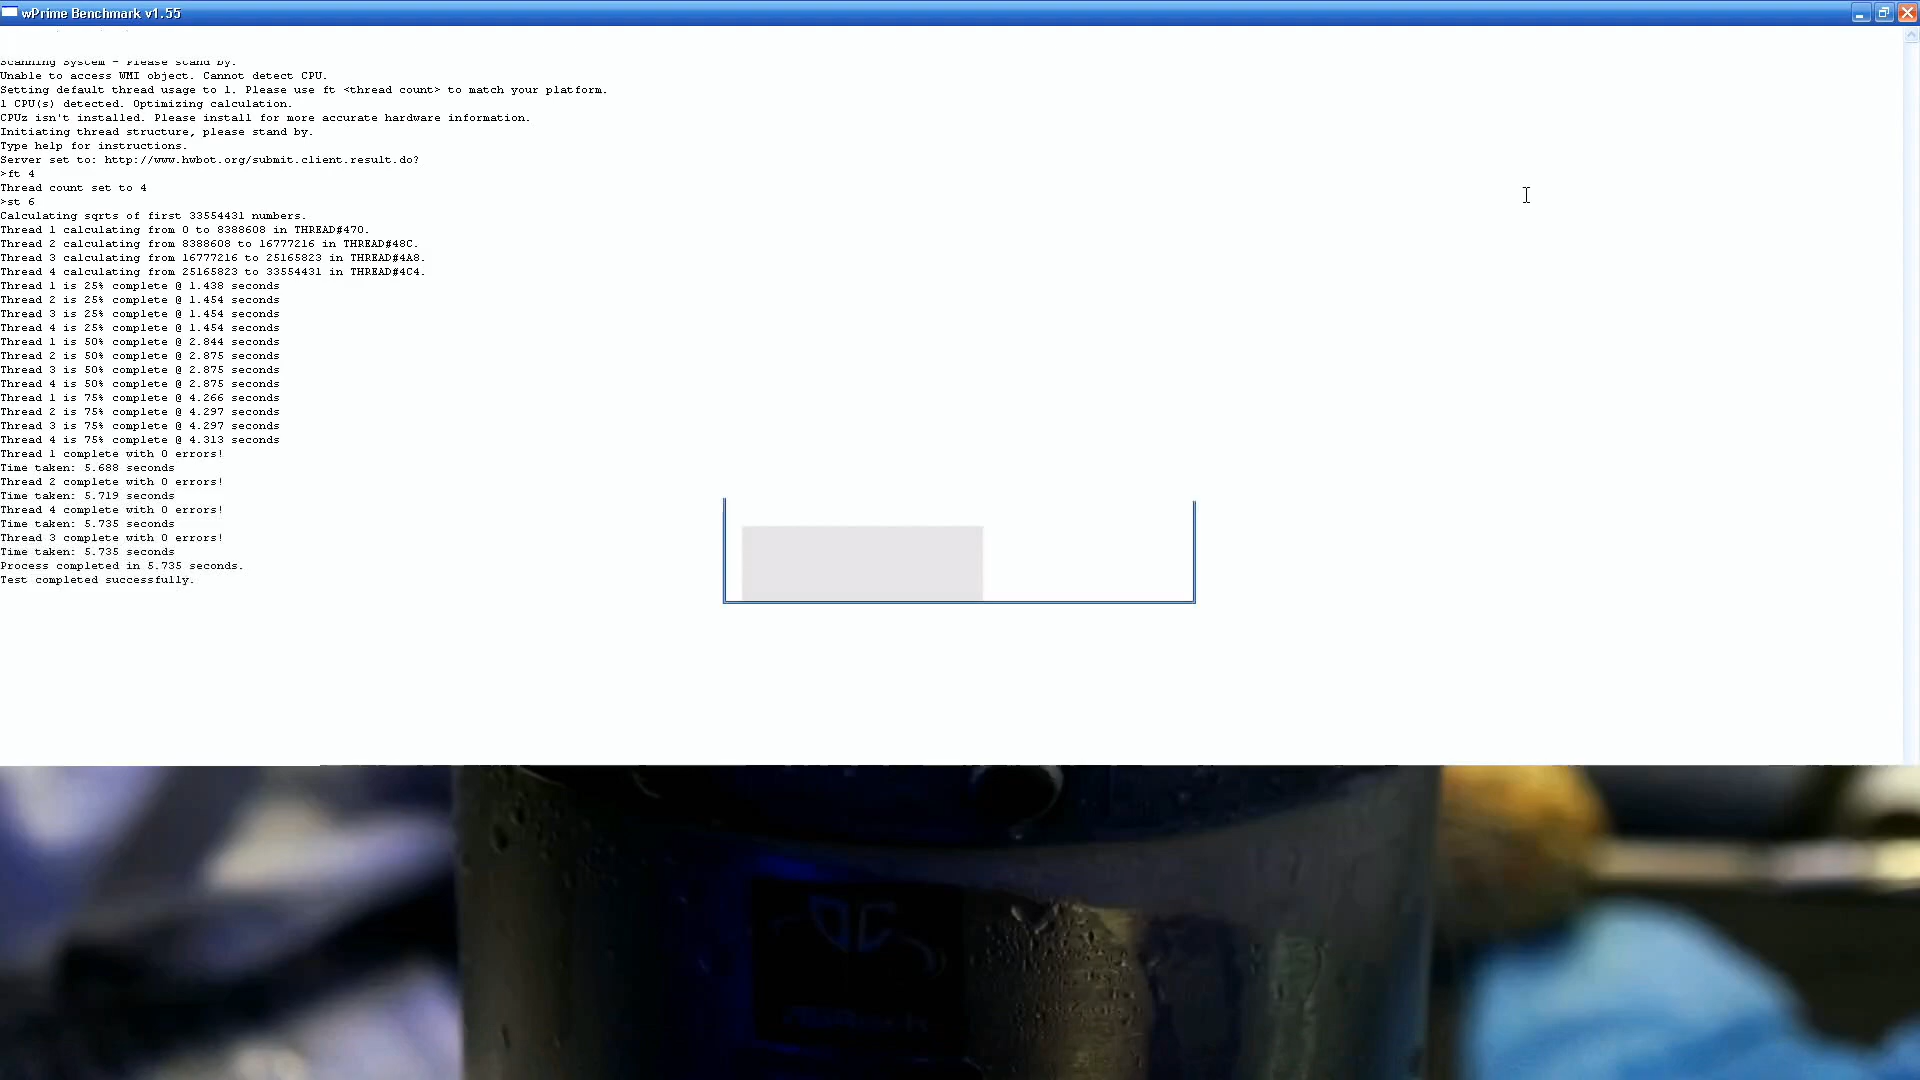 wPrime Benchmark v1.55
Scanning System - Please stand by.
Unable to access WMI object. Cannot detect CPU.
Setting default thread usage to 1. Please use ft <thread count> to match your platform.
1 CPU(s) detected. Optimizing calculation.
CPUz isn't installed. Please install for more accurate hardware information.
Initiating thread structure, please stand by.
Type help for instructions.
Server set to: http://www.hwbot.org/submit.client.result.do?
>ft 4
Thread count set to 4
>st 6
Calculating sqrts of first 33554431 numbers.
Thread 1 calculating from 0 to 8388608 in THREAD#470.
Thread 2 calculating from 8388608 to 16777216 in THREAD#48C.
Thread 3 calculating from 16777216 to 25165823 in THREAD#4A8.
Thread 4 calculating from 25165823 to 33554431 in THREAD#4C4.
Thread 1 is 25% complete @ 1.438 seconds
Thread 2 is 25% complete @ 1.454 seconds
Thread 3 is 25% complete @ 1.454 seconds
Thread 4 is 25% complete @ 1.454 seconds
Thread 1 is 50% complete @ 2.844 seconds
Thread 2 is 50% complete @ 2.875 seconds
Thread 3 is 50% complete @ 2.875 seconds
Thread 4 is 50% complete @ 2.875 seconds
Thread 1 is 75% complete @ 4.266 seconds
Thread 2 is 75% complete @ 4.297 seconds
Thread 3 is 75% complete @ 4.297 seconds
Thread 4 is 75% complete @ 4.313 seconds
Thread 1 complete with 0 errors!
Time taken: 5.688 seconds
Thread 2 complete with 0 errors!
Time taken: 5.719 seconds
Thread 4 complete with 0 errors!
Time taken: 5.735 seconds
Thread 3 complete with 0 errors!
Time taken: 5.735 seconds
Process completed in 5.735 seconds.
Test completed successfully.